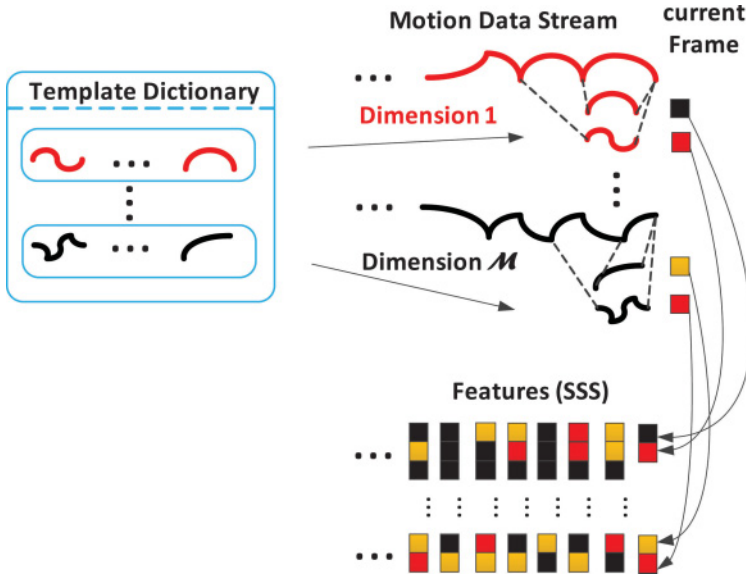 Motion Data Stream
current
Frame
Template Dictionary
Dimension 1
Dimension M
Features (SSS)